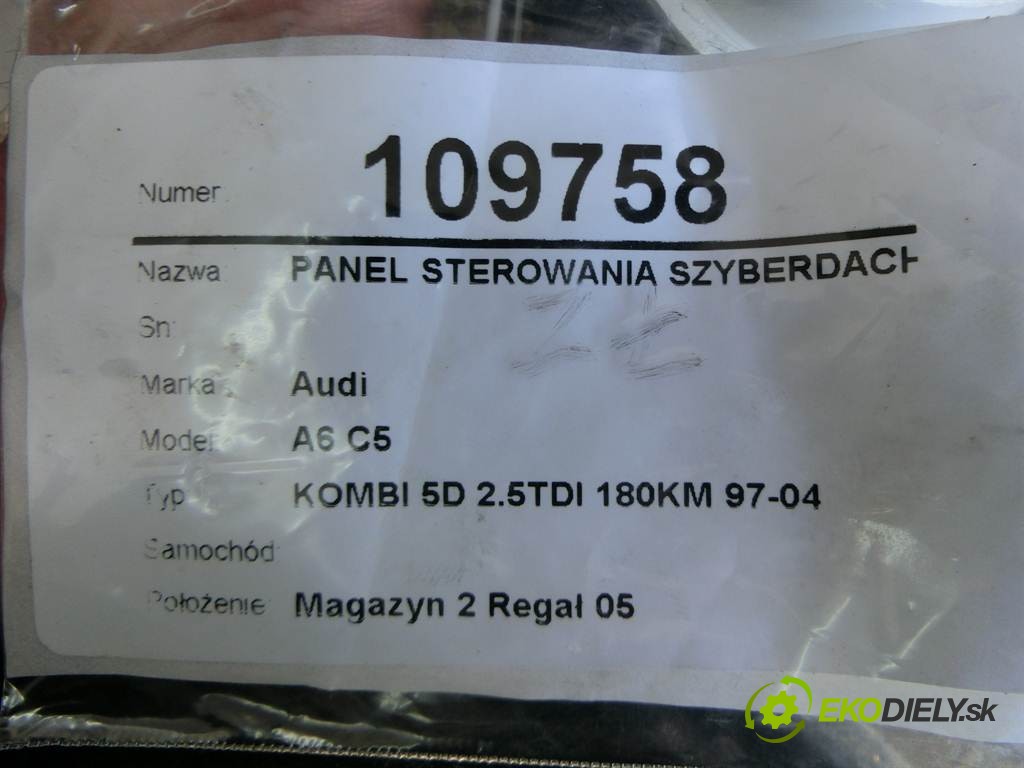 Numer: 109758
Nazwa: PANEL STEROWANIA SZYBERDACH
Sn:
Marka: Audi
Model: A6 C5
Typ: KOMBI 5D 2.5TDI 180KM 97-04
Samochód:
Położenie: Magazyn 2 Regał 05
EKODIELY.sk